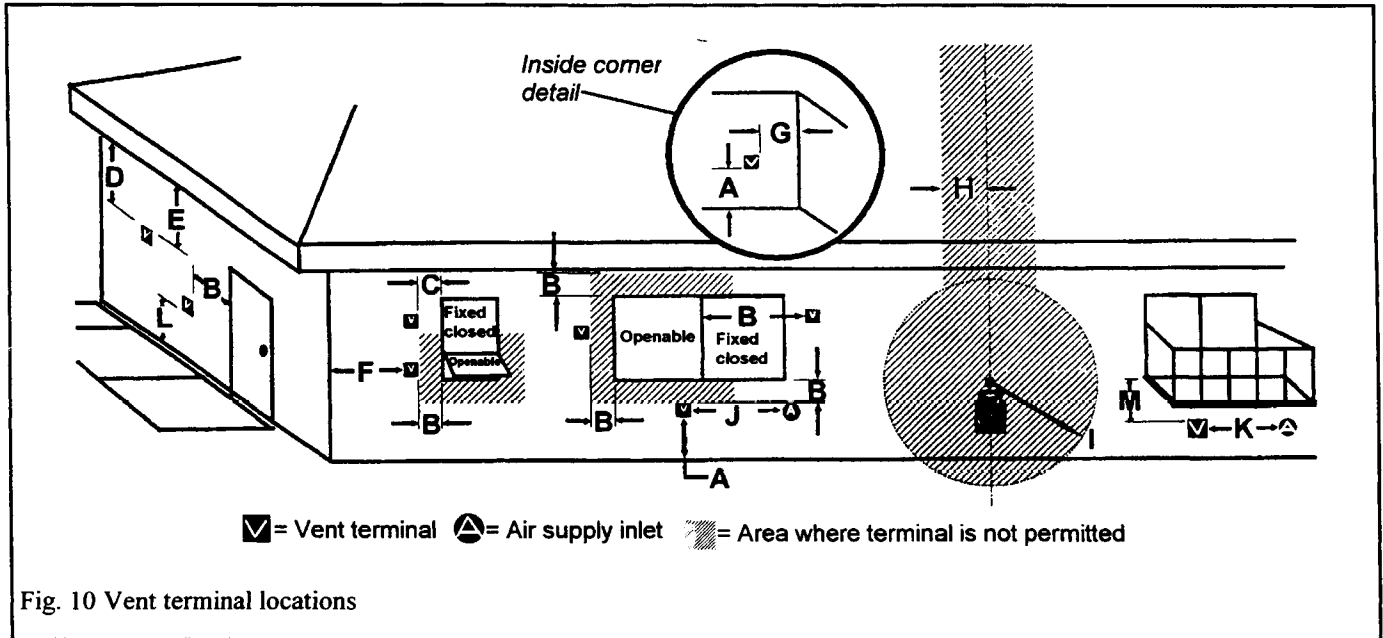 Inside corner
detail
G
A
H
D
E
B
L
C
Fixed
closed
Openable
F
B
B
Openable
B
Fixed
closed
B
B
J
A
I
M
K
V = Vent terminal A = Air supply inlet = Area where terminal is not permitted
Fig. 10 Vent terminal locations